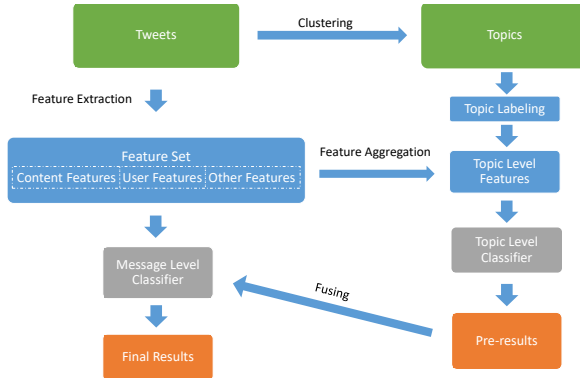 Tweets
Clustering
Topics
Feature Extraction
Topic Labeling
Feature Set
Content Features
User Features
Other Features
Feature Aggregation
Topic Level
Features
Message Level
Classifier
Topic Level
Classifier
Fusing
Final Results
Pre-results